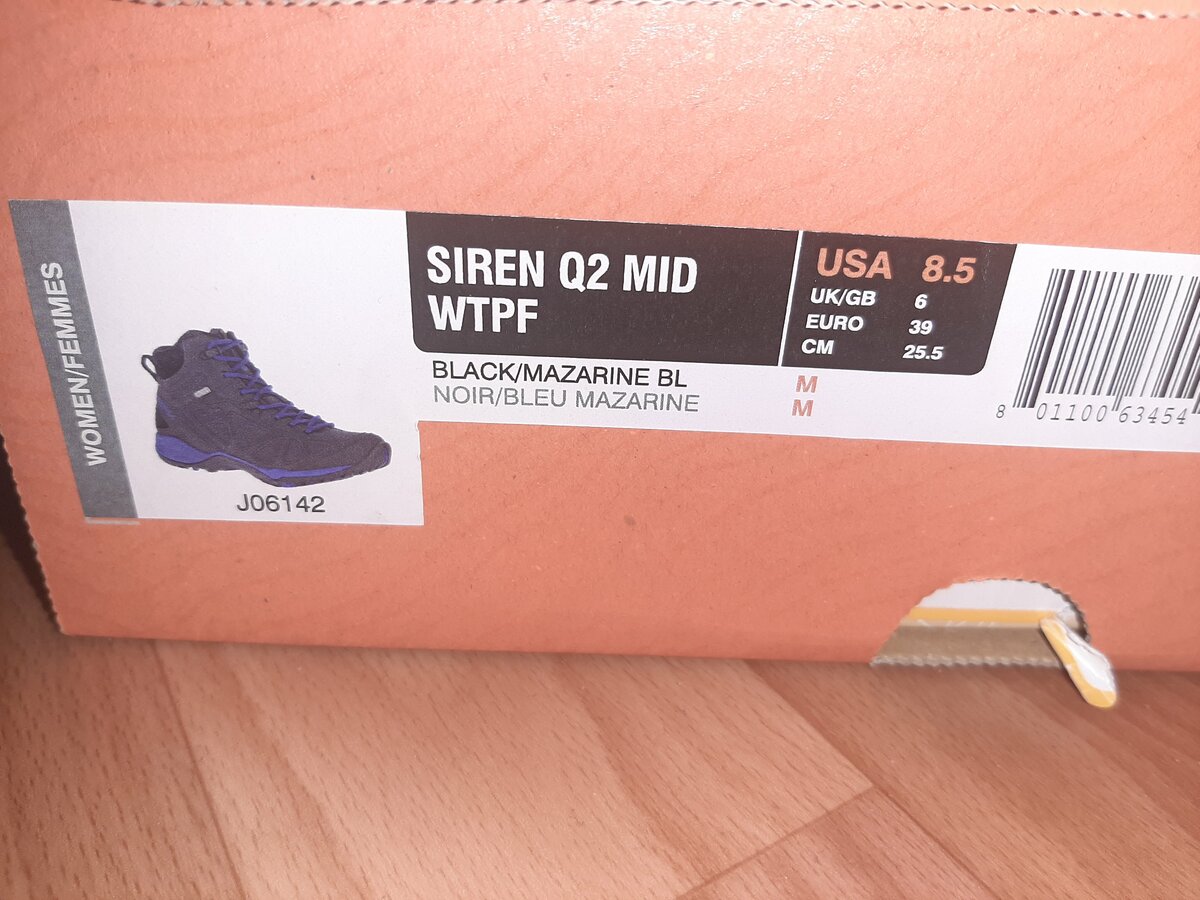 WOMEN/FEMMES
J06142
SIREN Q2 MID
WTPF
BLACK/MAZARINE BL M
NOIR/BLEU MAZARINE M
USA 8.5
UK/GB 6
EURO 39
CM 25.5
8 01100 63454